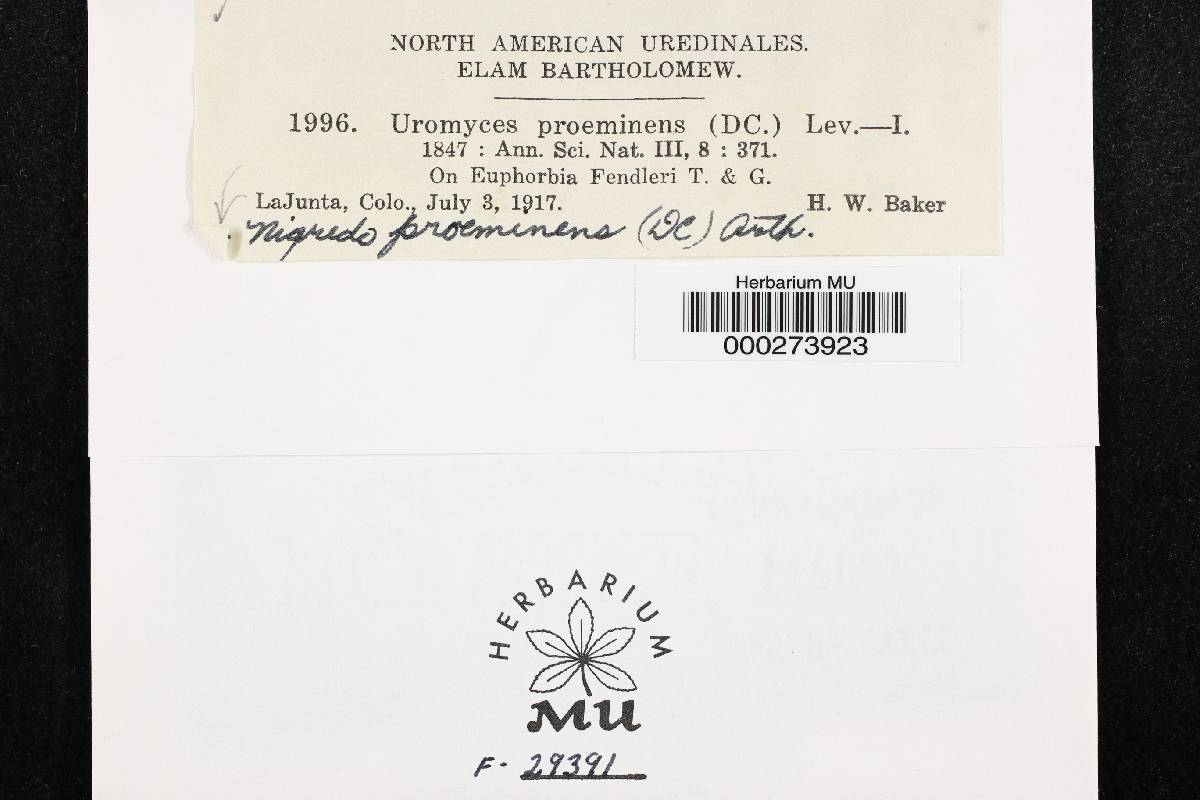 NORTH AMERICAN UREDINALES.
ELAM BARTHOLOMEW.
1996. Uromyces proeminens (DC.) Lev.—I.
1847 : Ann. Sci. Nat. III, 8 : 371.
On Euphorbia Fendleri T. & G.
LaJunta, Colo., July 3, 1917. H. W. Baker
Nigredo proeminens (DC) Arth.
Herbarium MU
000273923
HERBARIUM
MU
F- 29391